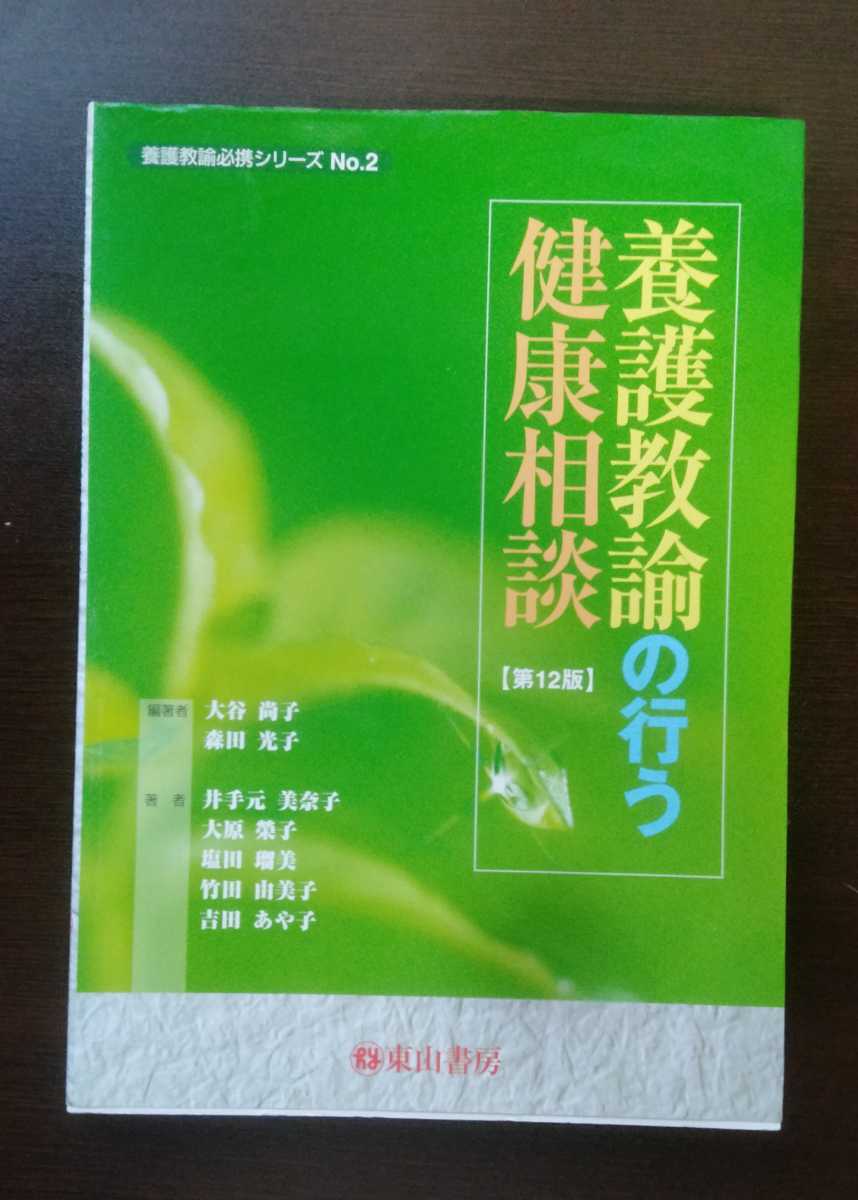 養護教諭必携シリーズ No.2
養護教諭の行う
健康相談
【第12版】
編著者 大谷 尚子
森田 光子
著者 井手元 美奈子
大原 榮子
塩田 瑠美
竹田 由美子
吉田 あや子
東山書房